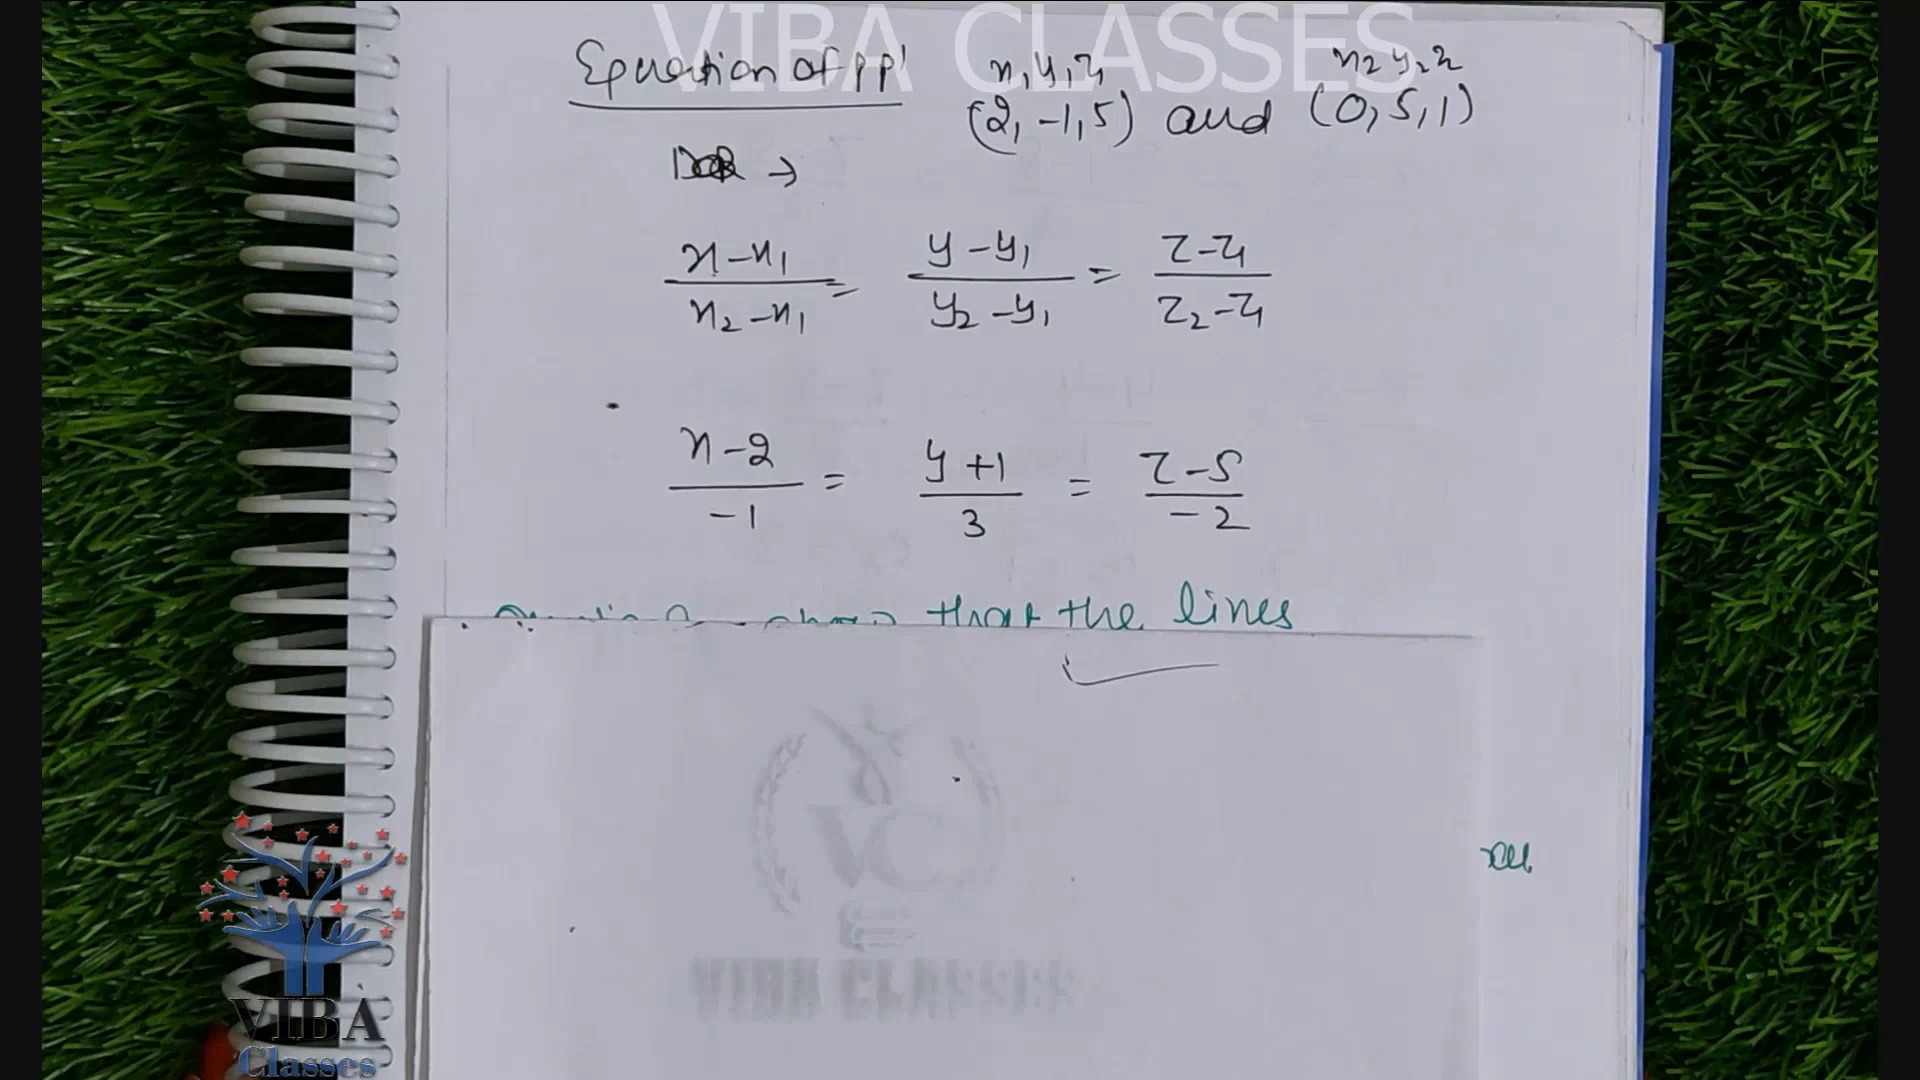 VIBA CLASSES
Equation of PP'
x₁ y₁ z₁ x₂ y₂ z₂
(2, -1, 5) and (0, 5, 1)
→
x-x₁/x₂-x₁ = y-y₁/y₂-y₁ = z-z₁/z₂-z₁
x-2/-1 = y+1/3 = z-5/-2
show that the lines
VC
VIBA CLASSES
VIBA
Classes